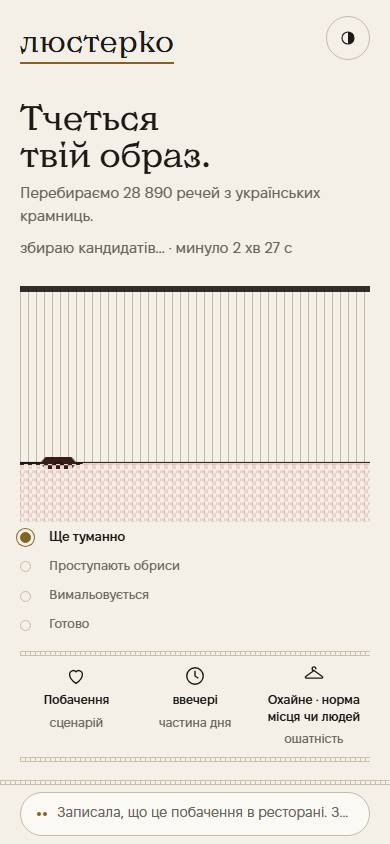 люстерко
Тчеться
твій образ.
Перебираємо 28 890 речей з українських
крамниць.
збираю кандидатів... · минуло 2 хв 27 с
Ще туманно
Проступають обриси
Вимальовується
Готово
Побачення
сценарій
ввечері
частина дня
Охайне · норма
місця чи людей
ошатність
Записала, що це побачення в ресторані. З...